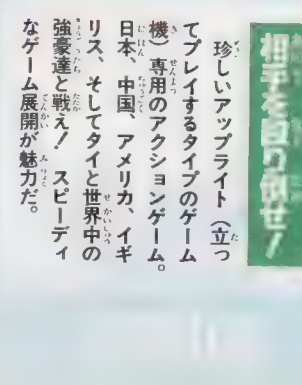 相手を殴り倒せ!
珍しいアップライト(立っ
てプレイするタイプのゲーム
機)専用のアクションゲーム。
日本、中国、アメリカ、イギ
リス、そしてタイと世界中の
強豪達と戦え! スピーディ
なゲーム展開が魅力だ。